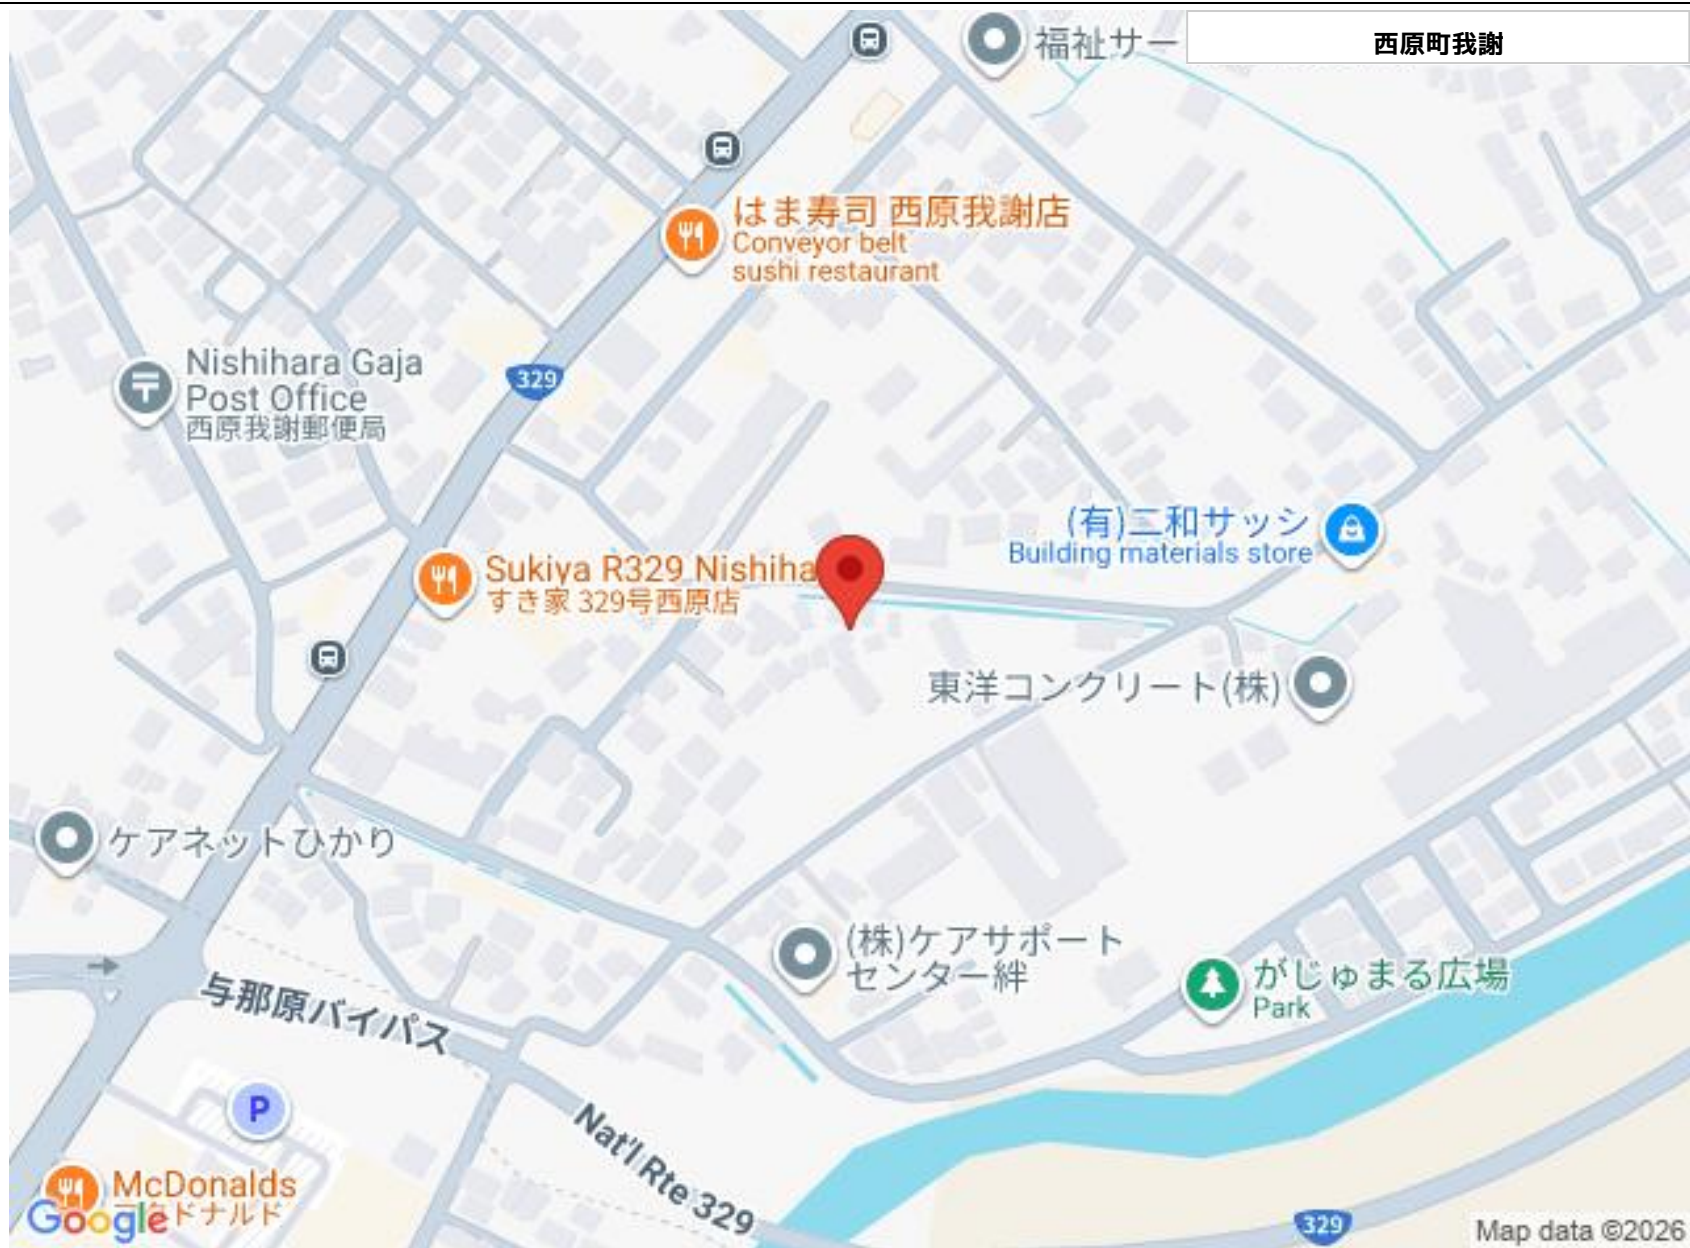 西原町我謝
福祉サー
はま寿司 西原我謝店
Conveyor belt
sushi restaurant
Nishihara Gaja
Post Office
西原我謝郵便局
329
(有)二和サッシ
Building materials store
Sukiya R329 Nishiha
すき家 329号西原店
東洋コンクリート(株)
ケアネットひかり
(株)ケアサポート
センター絆
がじゅまる広場
Park
与那原バイパス
P
Nat'l Rte 329
McDonalds
ドナルド
Google
329
Map data ©2026